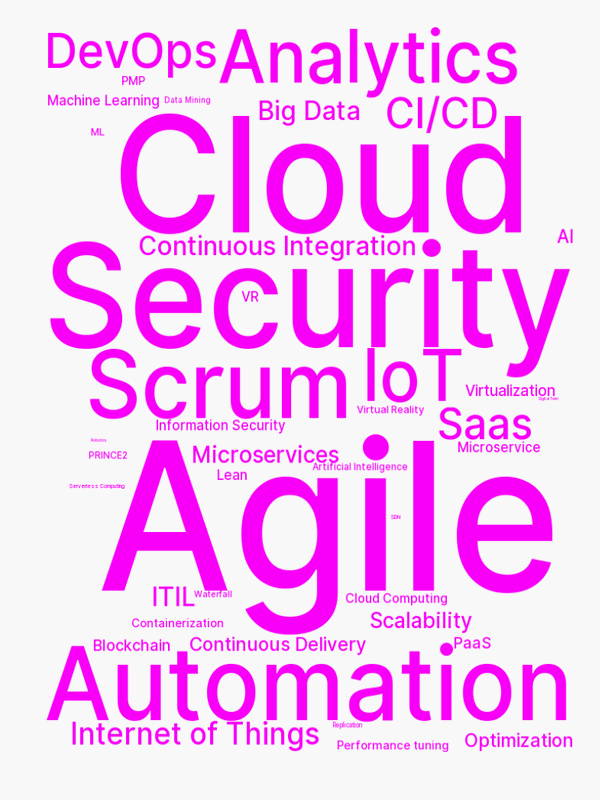 DevOps
Analytics
PMP
Machine Learning
Data Mining
Big Data
CI/CD
ML
Cloud
AI
Continuous Integration
Security
VR
Scrum
IoT
Virtualization
Digital Twin
Virtual Reality
Saas
Information Security
Robotics
Microservice
PRINCE2
Microservices
Artificial Intelligence
Lean
Serverless Computing
Agile
SDN
ITIL
Waterfall
Cloud Computing
Containerization
Scalability
Blockchain
Continuous Delivery
PaaS
Automation
Replication
Internet of Things
Performance tuning
Optimization